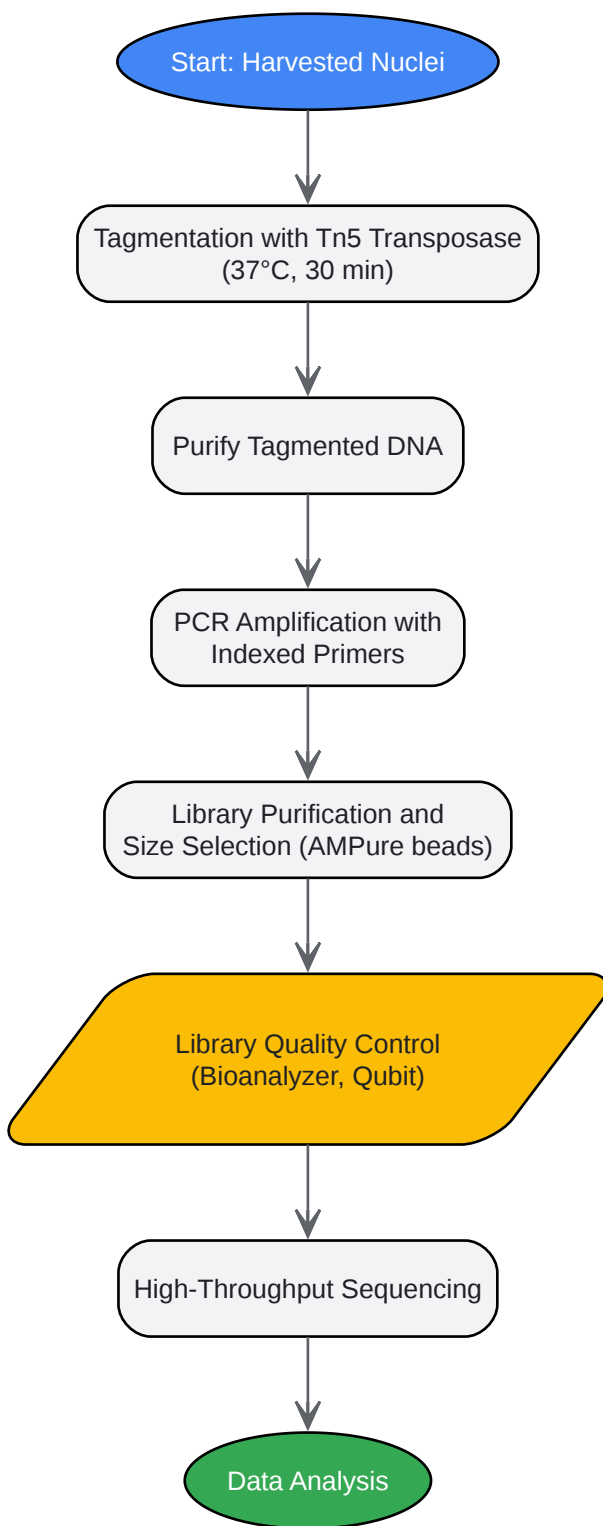 Start: Harvested Nuclei
Tagmentation with Tn5 Transposase
(37°C, 30 min)
Purify Tagmented DNA
PCR Amplification with
Indexed Primers
Library Purification and
Size Selection (AMPure beads)
Library Quality Control
(Bioanalyzer, Qubit)
High-Throughput Sequencing
Data Analysis